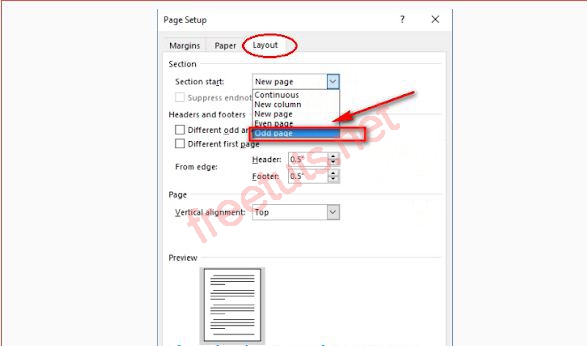 Page Setup ? ×
Margins Paper Layout
Section
Section start: New page
Continuous
New column
New page
Even page
Odd page
Suppress endnot
Headers and footers
Different odd a
Different first page
From edge: Header: 0.5"
Footer: 0.5"
Page
Vertical alignment: Top
Preview
freetuts.net